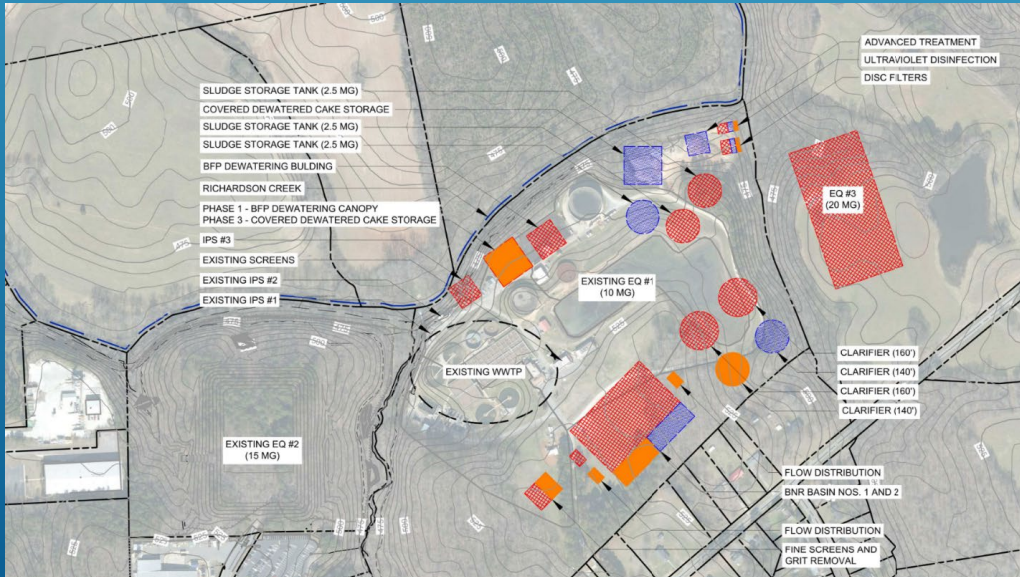 ADVANCED TREATMENT
ULTRAVIOLET DISINFECTION
DISC FILTERS
SLUDGE STORAGE TANK (2.5 MG)
COVERED DEWATERED CAKE STORAGE
SLUDGE STORAGE TANK (2.5 MG)
SLUDGE STORAGE TANK (2.5 MG)
BFP DEWATERING BULDING
RICHARDSON CREEK
PHASE 1 - BFP DEWATERING CANOPY
PHASE 3 - COVERED DEWATERED CAKE STORAGE
IPS #3
EXISTING SCREENS
EXISTING IPS #2
EXISTING IPS #1
EQ #3
(20 MG)
EXISTING EQ #1
(10 MG)
EXISTING WWTP
EXISTING EQ #2
(15 MG)
CLARIFIER (160')
CLARIFIER (140')
CLARIFIER (160')
CLARIFIER (140')
FLOW DISTRIBUTION
BNR BASIN NOS. 1 AND 2
FLOW DISTRIBUTION
FINE SCREENS AND
GRIT REMOVAL